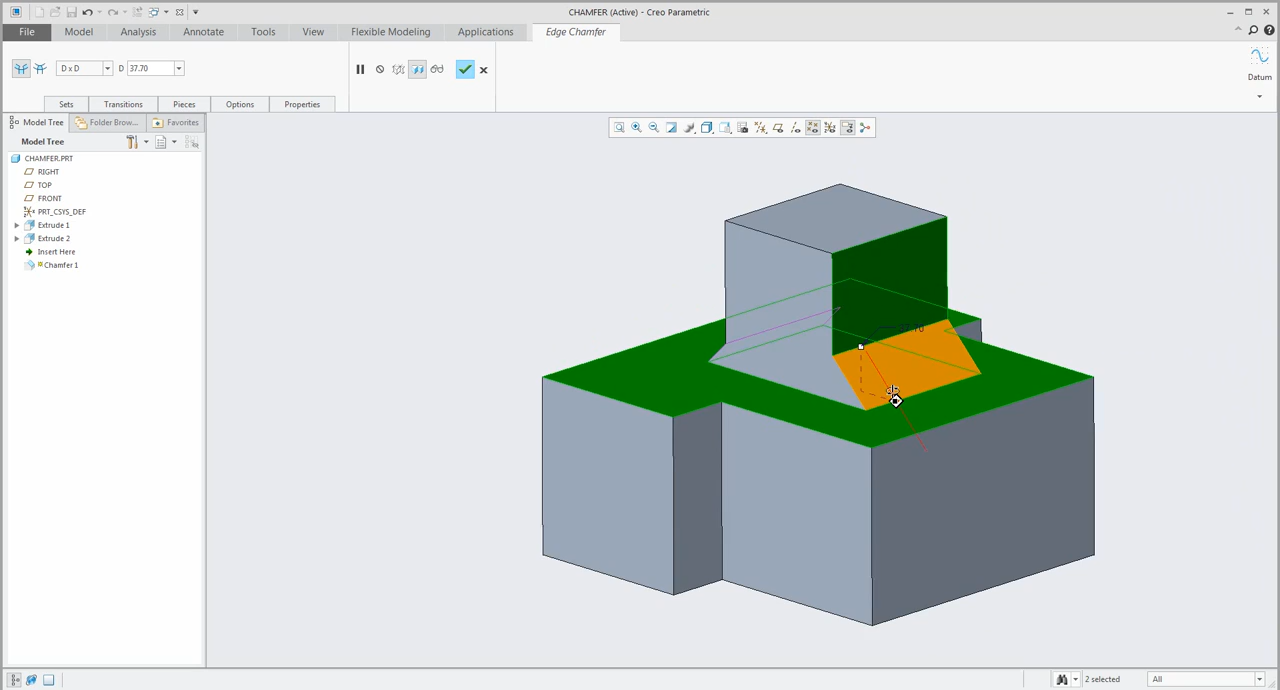 CHAMFER (Active) - Creo Parametric
File Model Analysis Annotate Tools View Flexible Modeling Applications Edge Chamfer
D x D D 37.70
Datum
Sets Transitions Pieces Options Properties
Model Tree Folder Brow... Favorites
Model Tree
CHAMFER.PRT
RIGHT
TOP
FRONT
PRT_CSYS_DEF
Extrude 1
Extrude 2
Insert Here
Chamfer 1
37.70
2 selected All